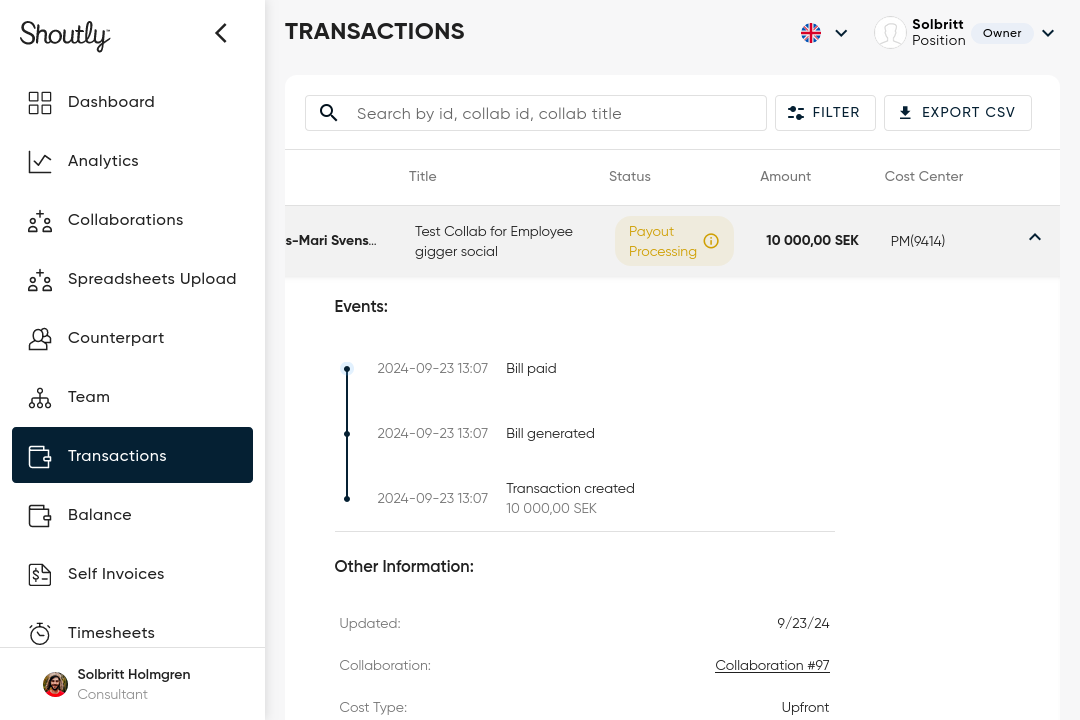 Shoutly
TRANSACTIONS
Solbritt
Position
Owner
Dashboard
Analytics
Collaborations
Spreadsheets Upload
Counterpart
Team
Transactions
Balance
Self Invoices
Timesheets
Solbritt Holmgren
Consultant
Search by id, collab id, collab title
FILTER
EXPORT CSV
Title Status Amount Cost Center
s-Mari Svens...
Test Collab for Employee
gigger social
Payout
Processing
10 000,00 SEK
PM(9414)
Events:
2024-09-23 13:07 Bill paid
2024-09-23 13:07 Bill generated
2024-09-23 13:07 Transaction created
10 000,00 SEK
Other Information:
Updated: 9/23/24
Collaboration: Collaboration #97
Cost Type: Upfront